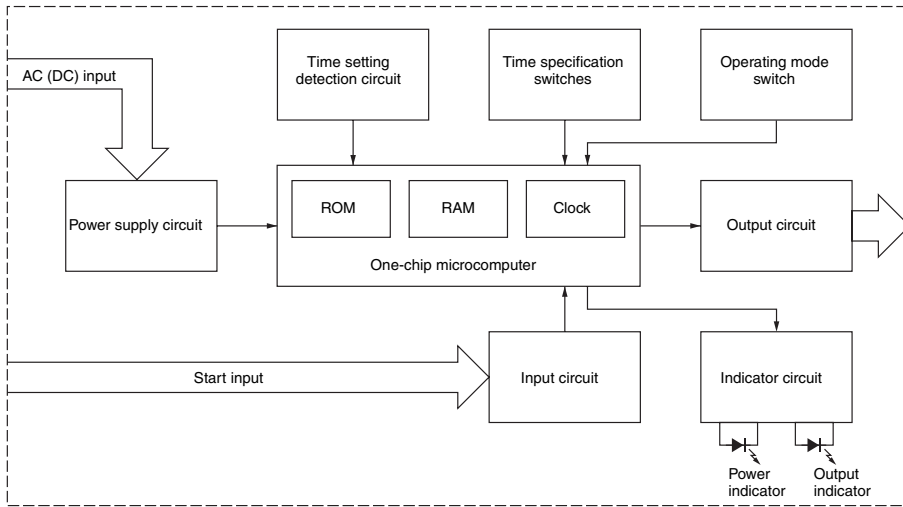 AC (DC) input
Time setting
detection circuit
Time specification
switches
Operating mode
switch
Power supply circuit
ROM
RAM
Clock
One-chip microcomputer
Output circuit
Start input
Input circuit
Indicator circuit
Power
indicator
Output
indicator